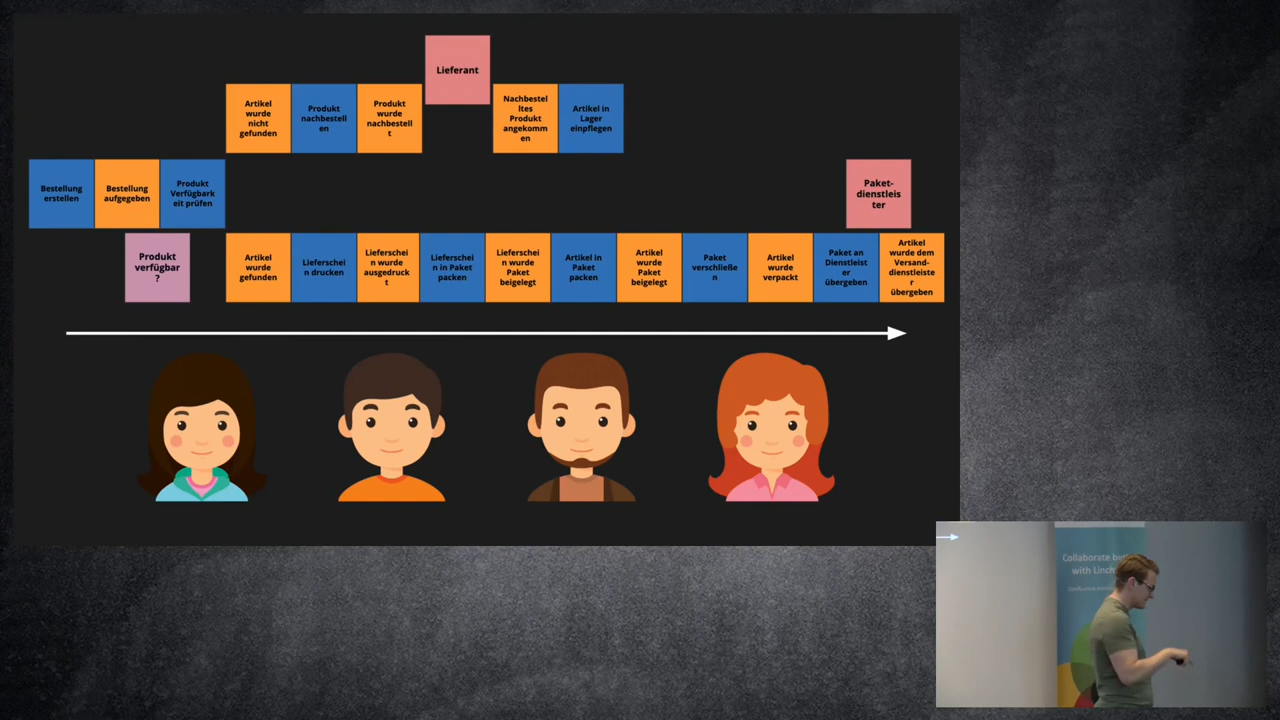 Lieferant
Artikel
wurde
nicht
gefunden
Produkt
nachbestell
en
Produkt
wurde
nachbestell
t
Nachbestel
ltes
Produkt
angekomm
en
Artikel in
Lager
einpflegen
Bestellung
erstellen
Bestellung
aufgegeben
Produkt
Verfügbark
eit prüfen
Paket-
dienstleis
ter
Produkt
verfügbar
?
Artikel
wurde
gefunden
Lieferschei
n drucken
Lieferschei
n wurde
ausgedruck
t
Lieferschei
n in Paket
packen
Lieferschei
n wurde
Paket
beigelegt
Artikel in
Paket
packen
Artikel
wurde
Paket
beigelegt
Paket
verschließe
n
Artikel
wurde
verpackt
Paket an
Dienstleist
er
übergeben
Artikel
wurde dem
Versand-
dienstleiste
r
übergeben
Collaborate
with